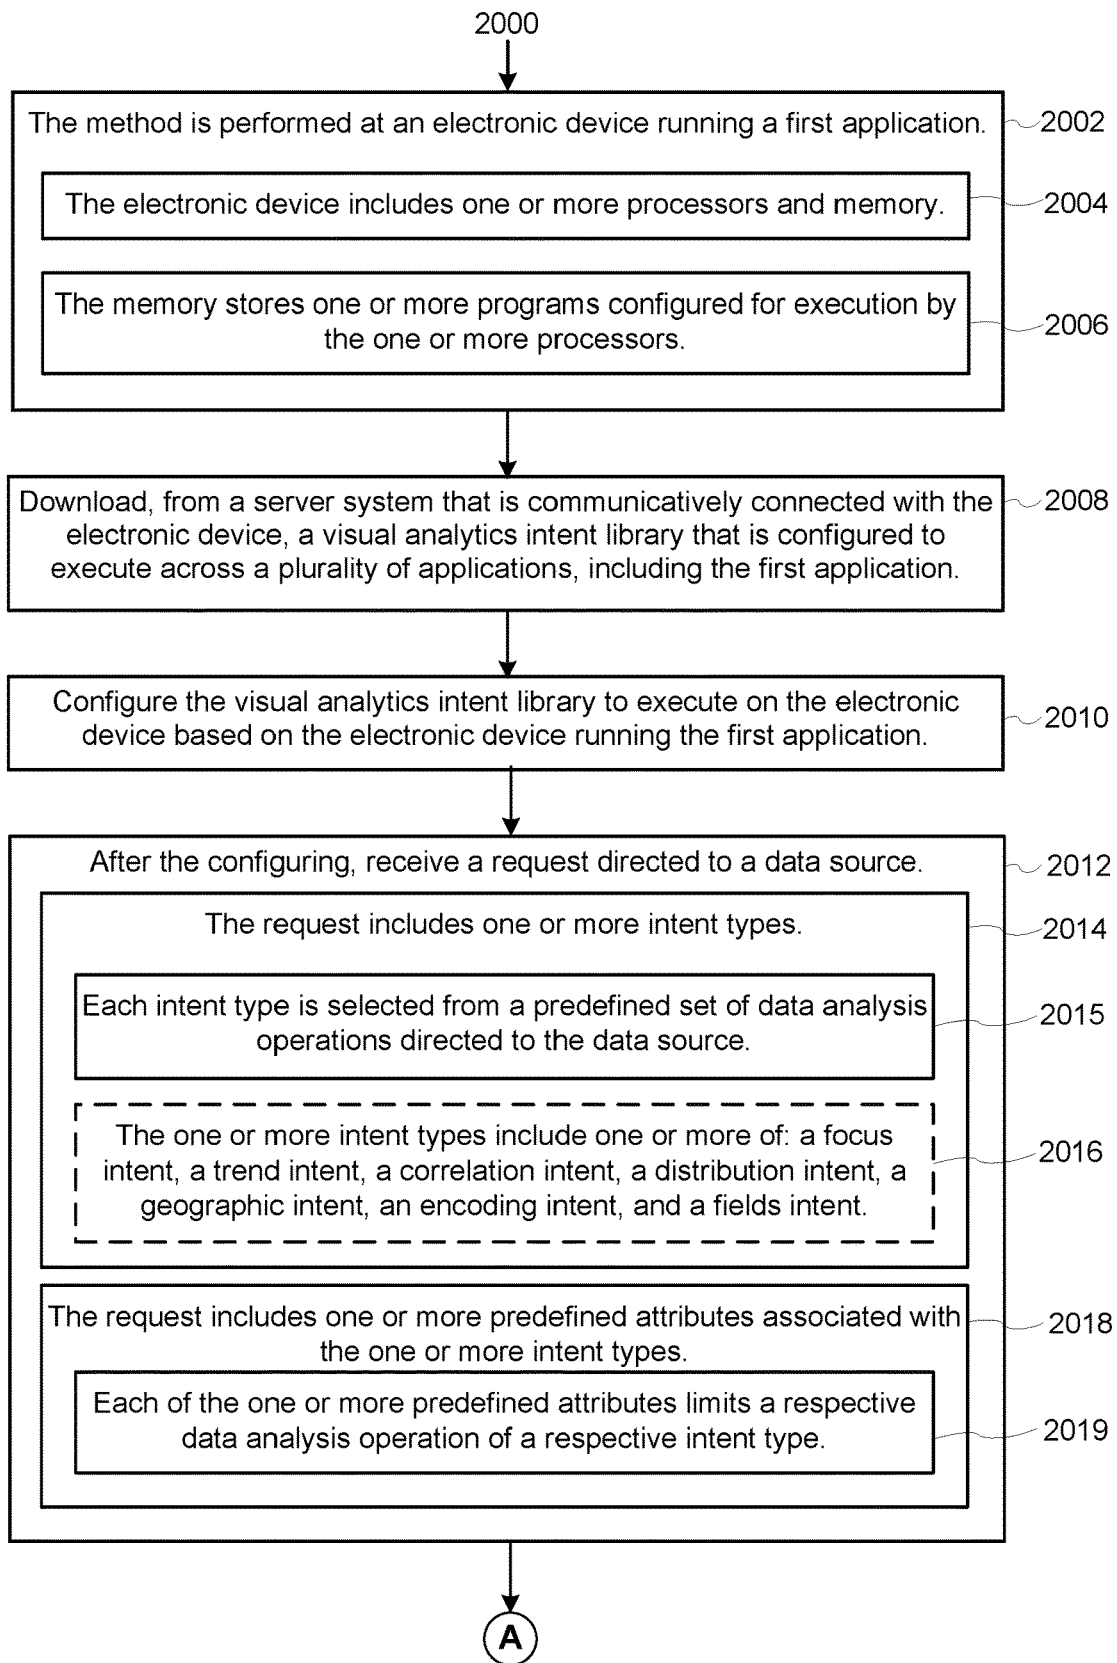 2000
The method is performed at an electronic device running a first application.
2002
The electronic device includes one or more processors and memory.
2004
The memory stores one or more programs configured for execution by
the one or more processors.
2006
Download, from a server system that is communicatively connected with the
electronic device, a visual analytics intent library that is configured to
execute across a plurality of applications, including the first application.
2008
Configure the visual analytics intent library to execute on the electronic
device based on the electronic device running the first application.
2010
After the configuring, receive a request directed to a data source.
2012
The request includes one or more intent types.
2014
Each intent type is selected from a predefined set of data analysis
operations directed to the data source.
2015
The one or more intent types include one or more of: a focus
intent, a trend intent, a correlation intent, a distribution intent, a
geographic intent, an encoding intent, and a fields intent.
2016
The request includes one or more predefined attributes associated with
the one or more intent types.
2018
Each of the one or more predefined attributes limits a respective
data analysis operation of a respective intent type.
2019
A